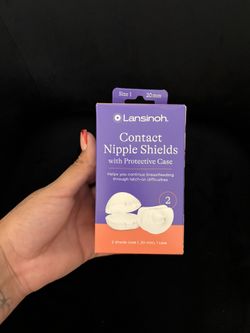 Size 1 20mm
Lansinoh®
Contact
Nipple Shields
with Protective Case
Helps you continue breastfeeding
through latch-on difficulties
2